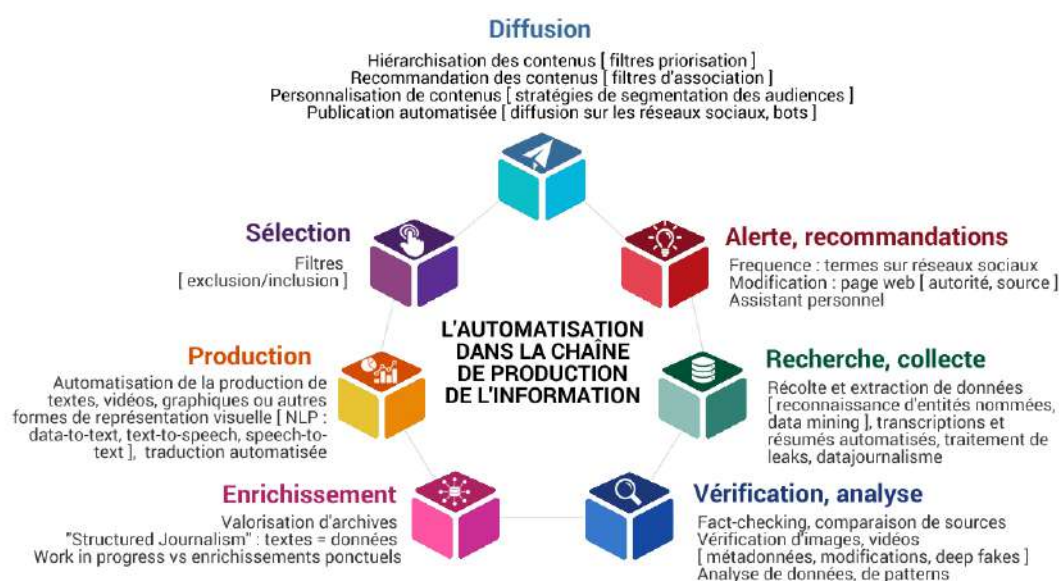 Diffusion
Hiérarchisation des contenus [ filtres priorisation ]
Recommandation des contenus [ filtres d'association ]
Personnalisation de contenus [ stratégies de segmentation des audiences ]
Publication automatisée [ diffusion sur les réseaux sociaux, bots ]
Sélection
Filtres
[ exclusion/inclusion ]
Alerte, recommandations
Frequence : termes sur réseaux sociaux
Modification : page web [ autorité, source ]
Assistant personnel
L'AUTOMATISATION
DANS LA CHAÎNE
DE PRODUCTION
DE L'INFORMATION
Production
Automatisation de la production de
textes, vidéos, graphiques ou autres
formes de représentation visuelle [ NLP :
data-to-text, text-to-speech, speech-to-
text ], traduction automatisée
Recherche, collecte
Récolte et extraction de données
[ reconnaissance d'entités nommées,
data mining ], transcriptions et
résumés automatisés, traitement de
leaks, datajournalisme
Enrichissement
Valorisation d'archives
"Structured Journalism" : textes = données
Work in progress vs enrichissements ponctuels
Vérification, analyse
Fact-checking, comparaison de sources
Vérification d'images, vidéos
[ métadonnées, modifications, deep fakes ]
Analyse de données, de patterns